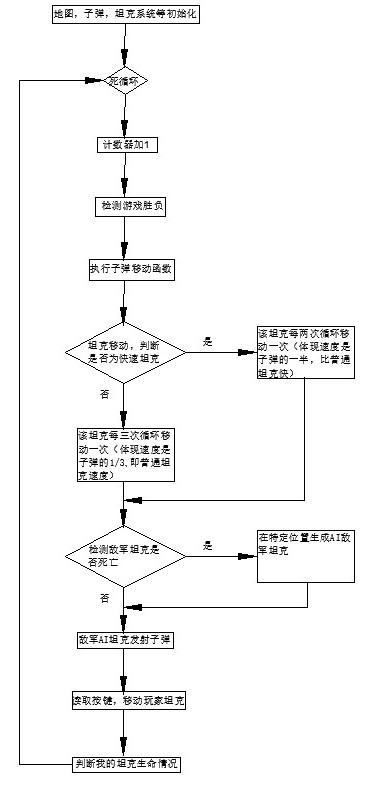 地图，子弹，坦克系统等初始化
死循环
计数器加1
检测游戏胜负
执行子弹移动函数
坦克移动，判断
是否为快速坦克
是
该坦克每两次循环移
动一次（体现速度是
子弹的一半，比普通
坦克快）
否
该坦克每三次循环移
动一次（体现速度是
子弹的1/3,即普通坦
克速度）
检测敌军坦克是
否死亡
是
在特定位置生成AI敌
军坦克
否
敌军AI坦克发射子弹
读取按键，移动玩家坦克
判断我的坦克生命情况